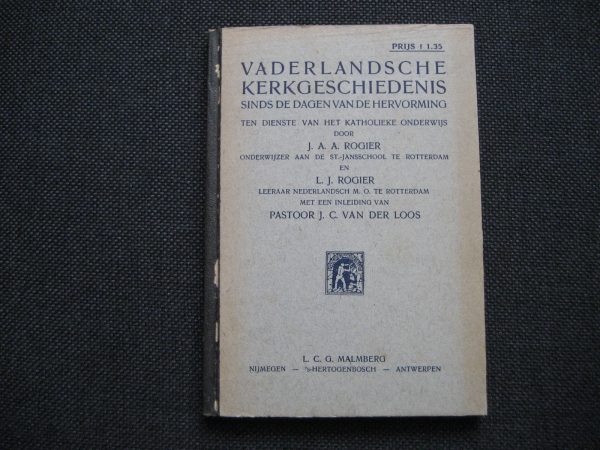 PRIJS f 1.35
VADERLANDSCHE
KERKGESCHIEDENIS
SINDS DE DAGEN VAN DE HERVORMING
TEN DIENSTE VAN HET KATHOLIEKE ONDERWIJS
DOOR
J. A. A. ROGIER
ONDERWIJZER AAN DE ST.-JANSSCHOOL TE ROTTERDAM
EN
L. J. ROGIER
LEERAAR NEDERLANDSCH M. O. TE ROTTERDAM
MET EEN INLEIDING VAN
PASTOOR J. C. VAN DER LOOS
L. C. G. MALMBERG
NIJMEGEN — 's-HERTOGENBOSCH — ANTWERPEN